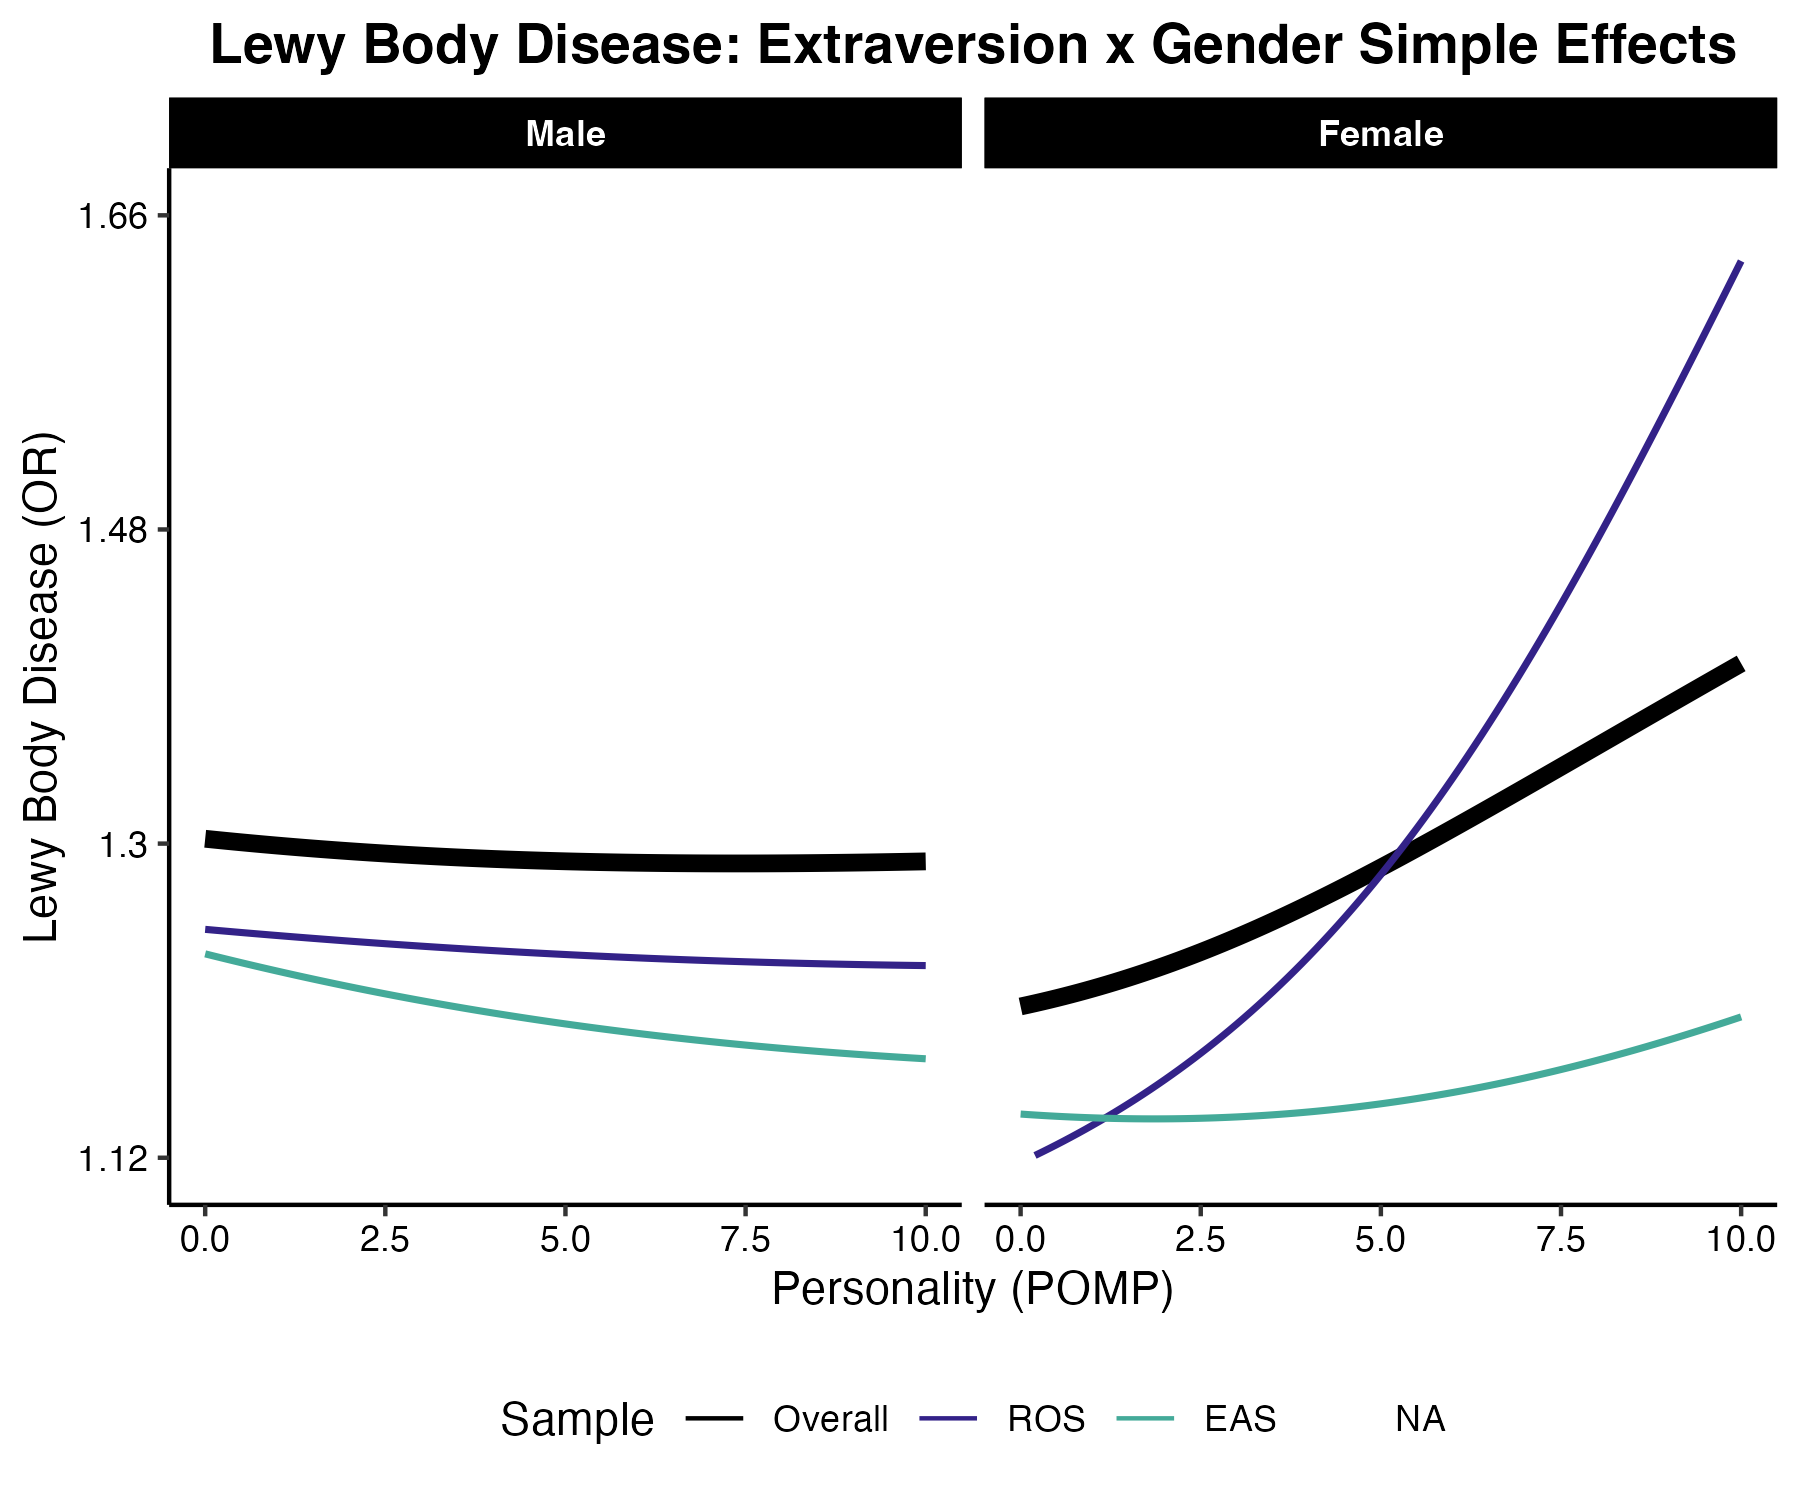 Lewy Body Disease: Extraversion x Gender Simple Effects
Male Female
1.66
1.48
1.3
1.12
Lewy Body Disease (OR)
0.0 2.5 5.0 7.5 10.0 0.0 2.5 5.0 7.5 10.0
Personality (POMP)
Sample Overall ROS EAS NA